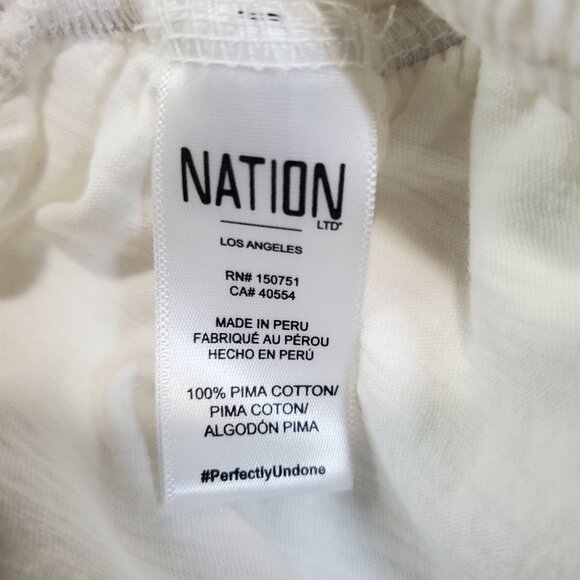 NATION
LTD
LOS ANGELES
RN# 150751
CA# 40554
MADE IN PERU
FABRIQUÉ AU PÉROU
HECHO EN PERÚ
100% PIMA COTTON/
PIMA COTON/
ALGODÓN PIMA
#PerfectlyUndone